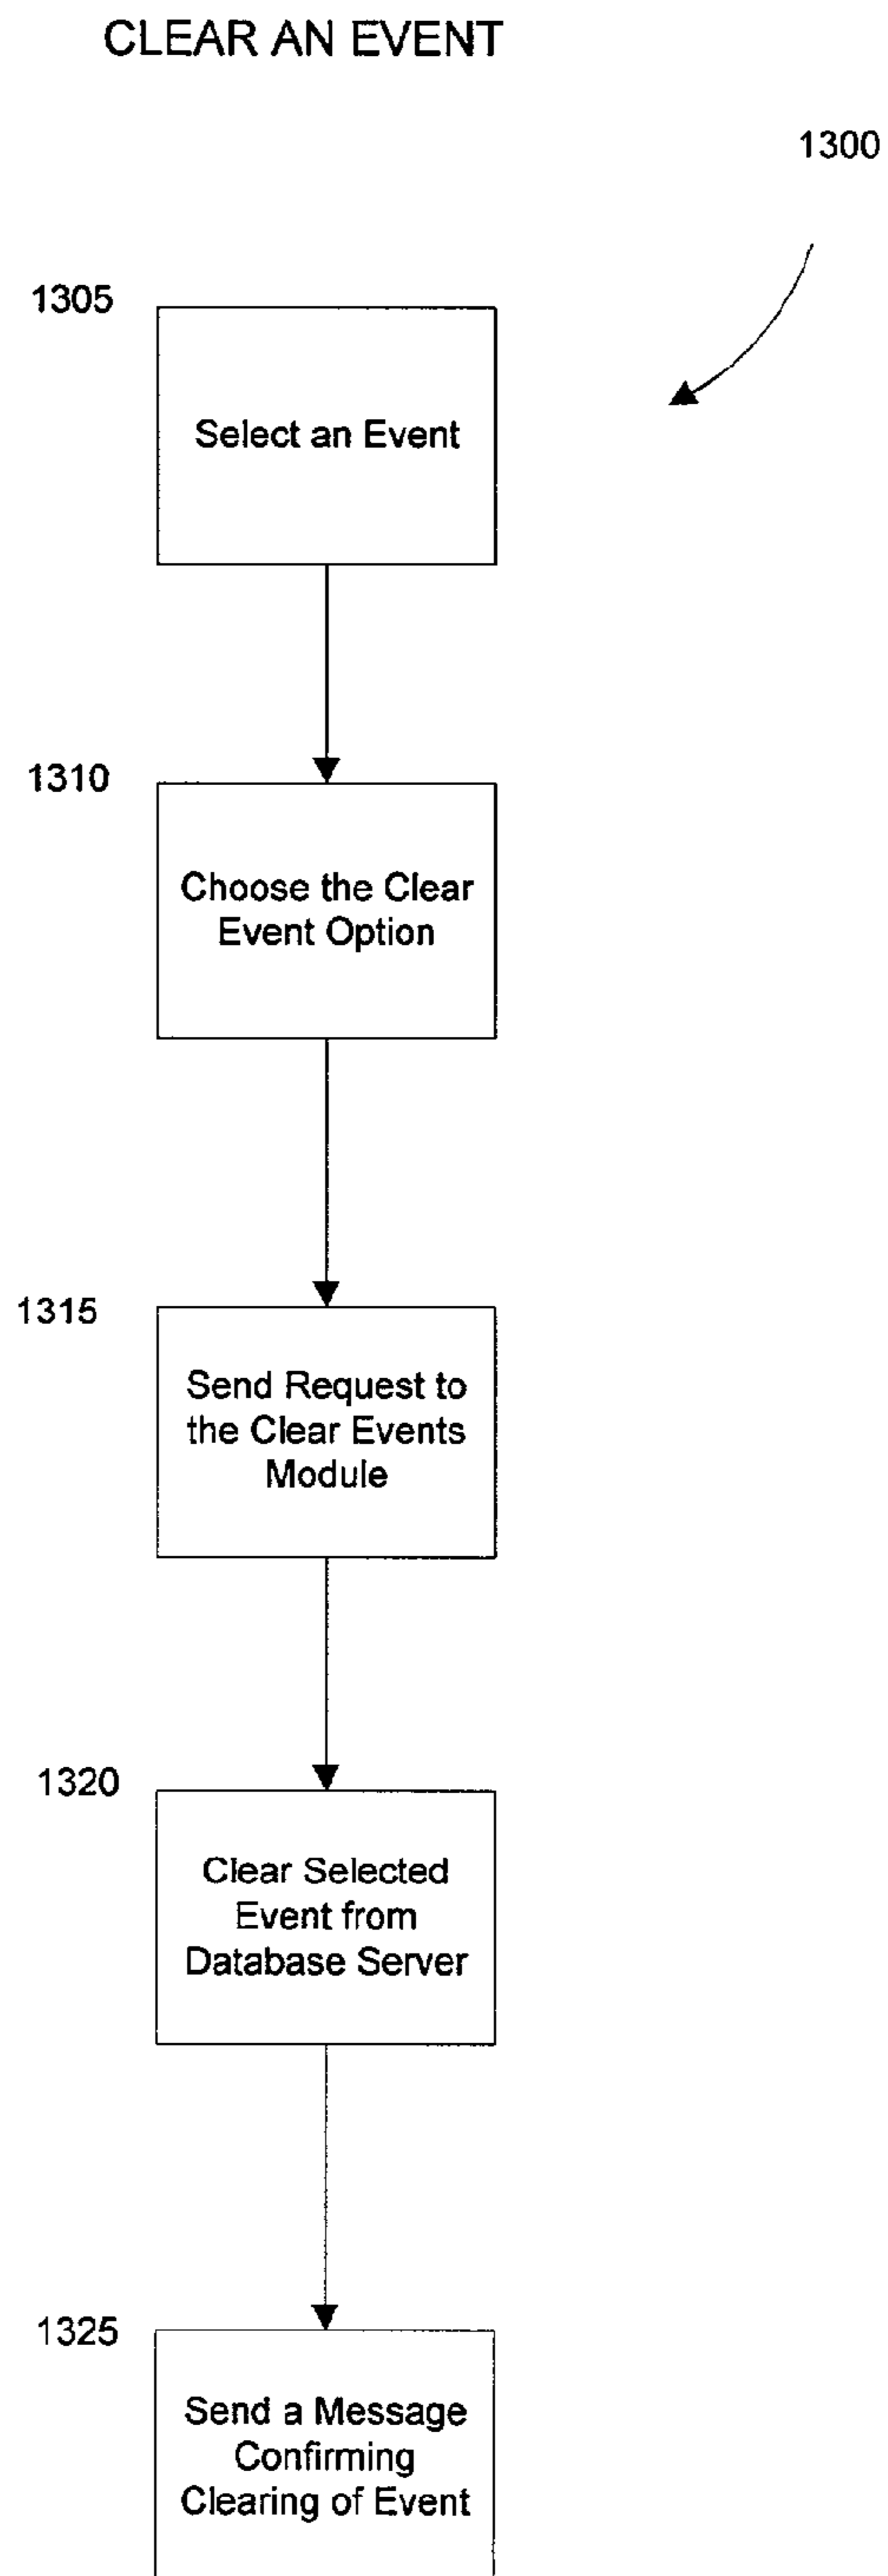 CLEAR AN EVENT
1300
1305
Select an Event
1310
Choose the Clear
Event Option
1315
Send Request to
the Clear Events
Module
1320
Clear Selected
Event from
Database Server
1325
Send a Message
Confirming
Clearing of Event